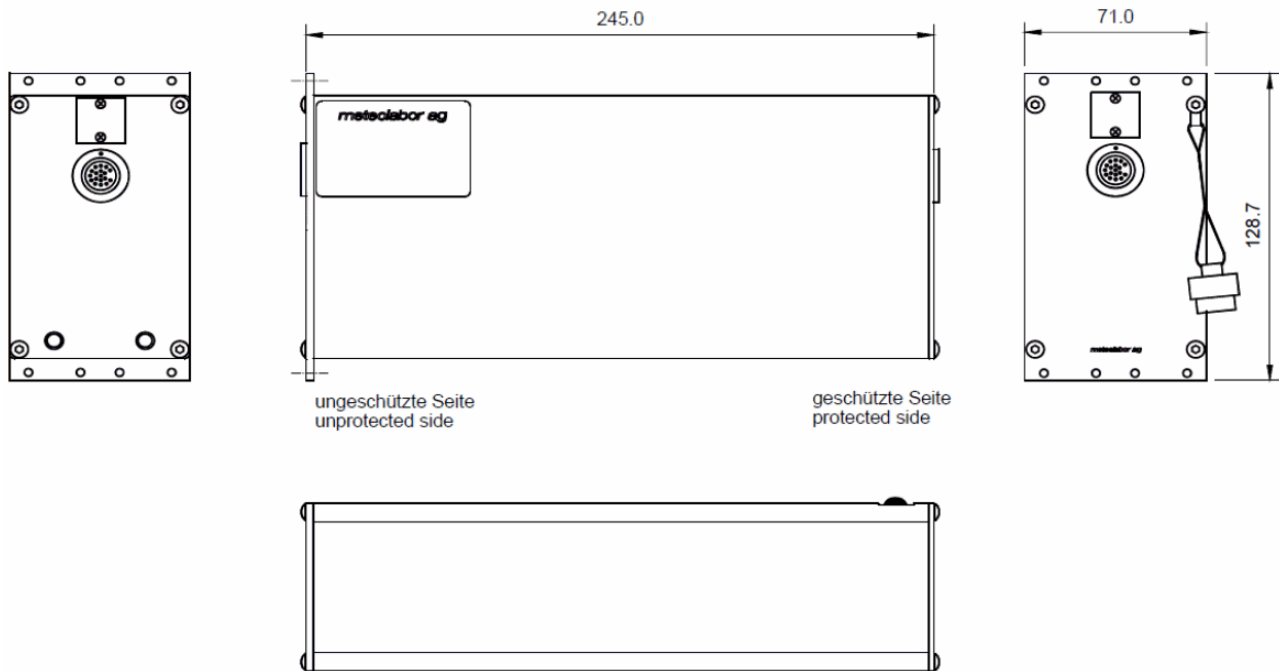 245.0
71.0
meteolabor ag
128.7
meteolabor ag
ungeschützte Seite
unprotected side
geschützte Seite
protected side